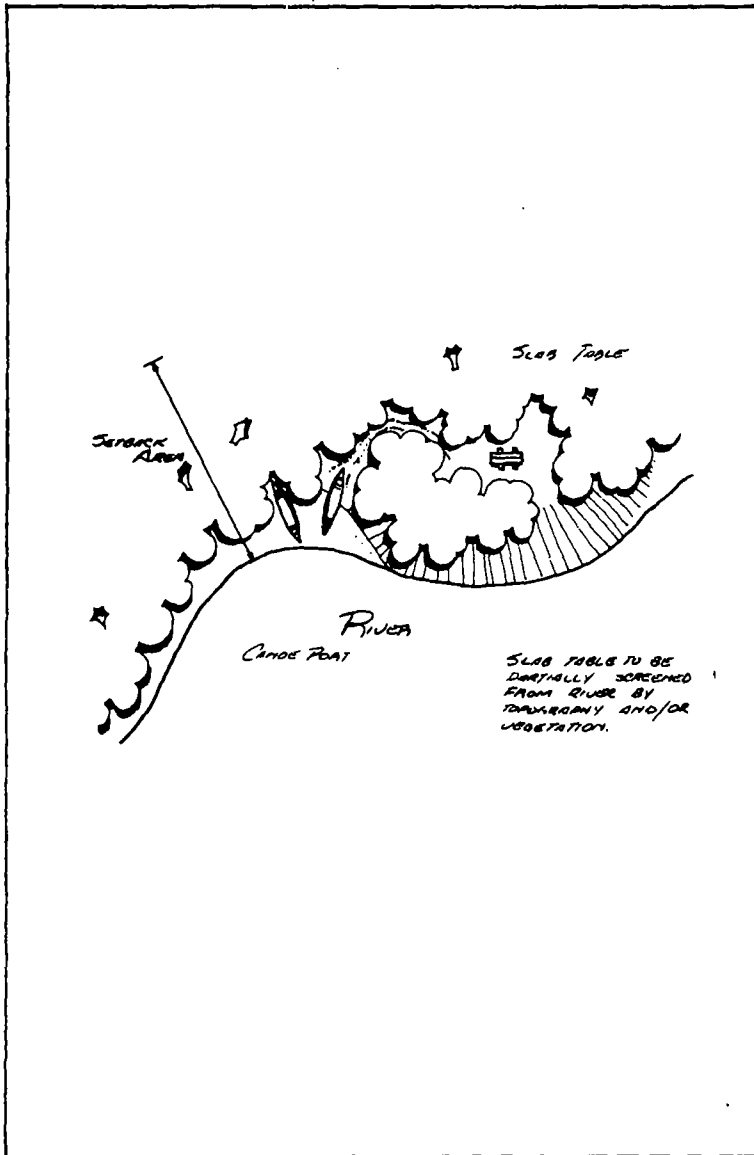 SLAB TABLE
SETBACK
AREA
RIVER
CANOE PORT
SLAB TABLE TO BE
PARTIALLY SCREENED
FROM RIVER BY
TOPOGRAPHY AND/OR
VEGETATION.